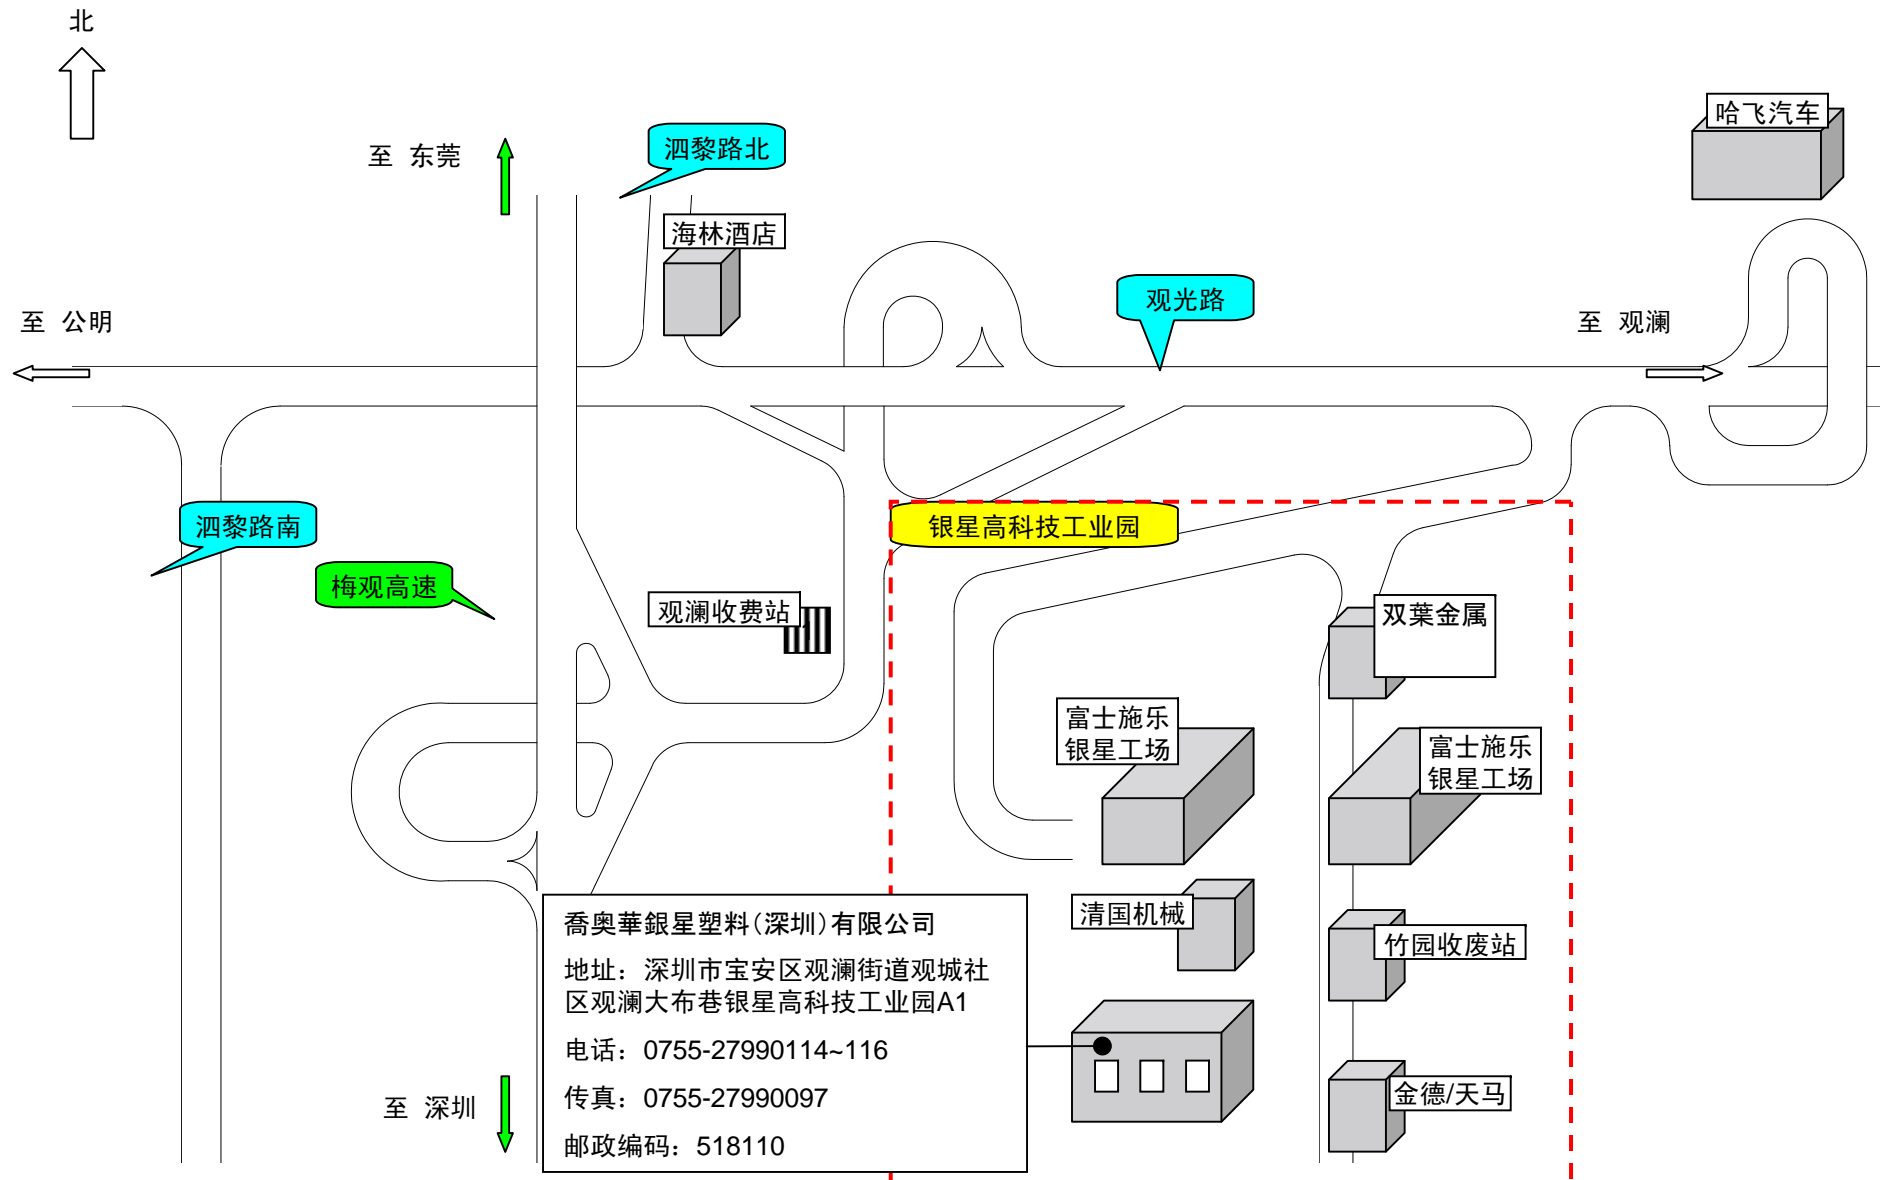 北
哈飞汽车
至 东莞
泗黎路北
海林酒店
观光路
至 公明
至 观澜
泗黎路南
银星高科技工业园
梅观高速
观澜收费站
双葉金属
富士施乐
银星工场
富士施乐
银星工场
清国机械
竹园收废站
喬奥華銀星塑料(深圳)有限公司
地址：深圳市宝安区观澜街道观城社
区观澜大布巷银星高科技工业园A1
电话：0755-27990114~116
传真：0755-27990097
邮政编码：518110
至 深圳
金德/天马